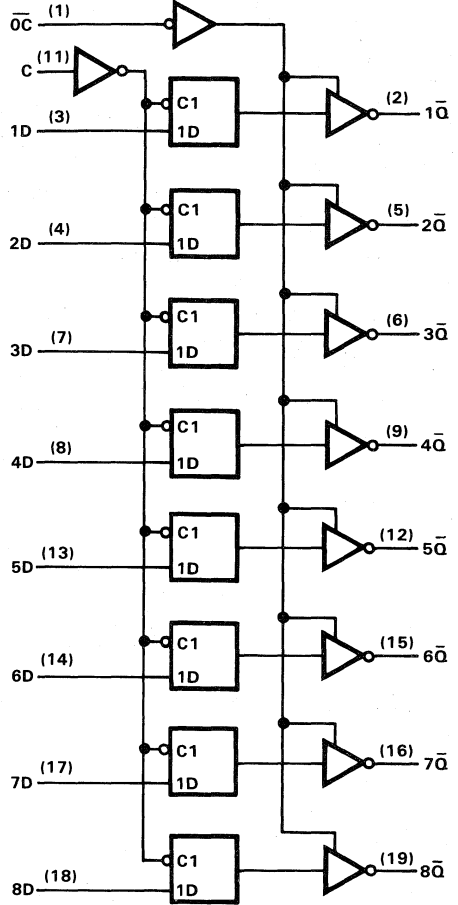 O̅C̅ (1)
C (11)
C1
(2) 1Q̅
1D (3) 1D
C1
(5) 2Q̅
2D (4) 1D
C1
(6) 3Q̅
3D (7) 1D
C1
(9) 4Q̅
4D (8) 1D
C1
(12) 5Q̅
5D (13) 1D
C1
(15) 6Q̅
6D (14) 1D
C1
(16) 7Q̅
7D (17) 1D
C1
(19) 8Q̅
8D (18) 1D